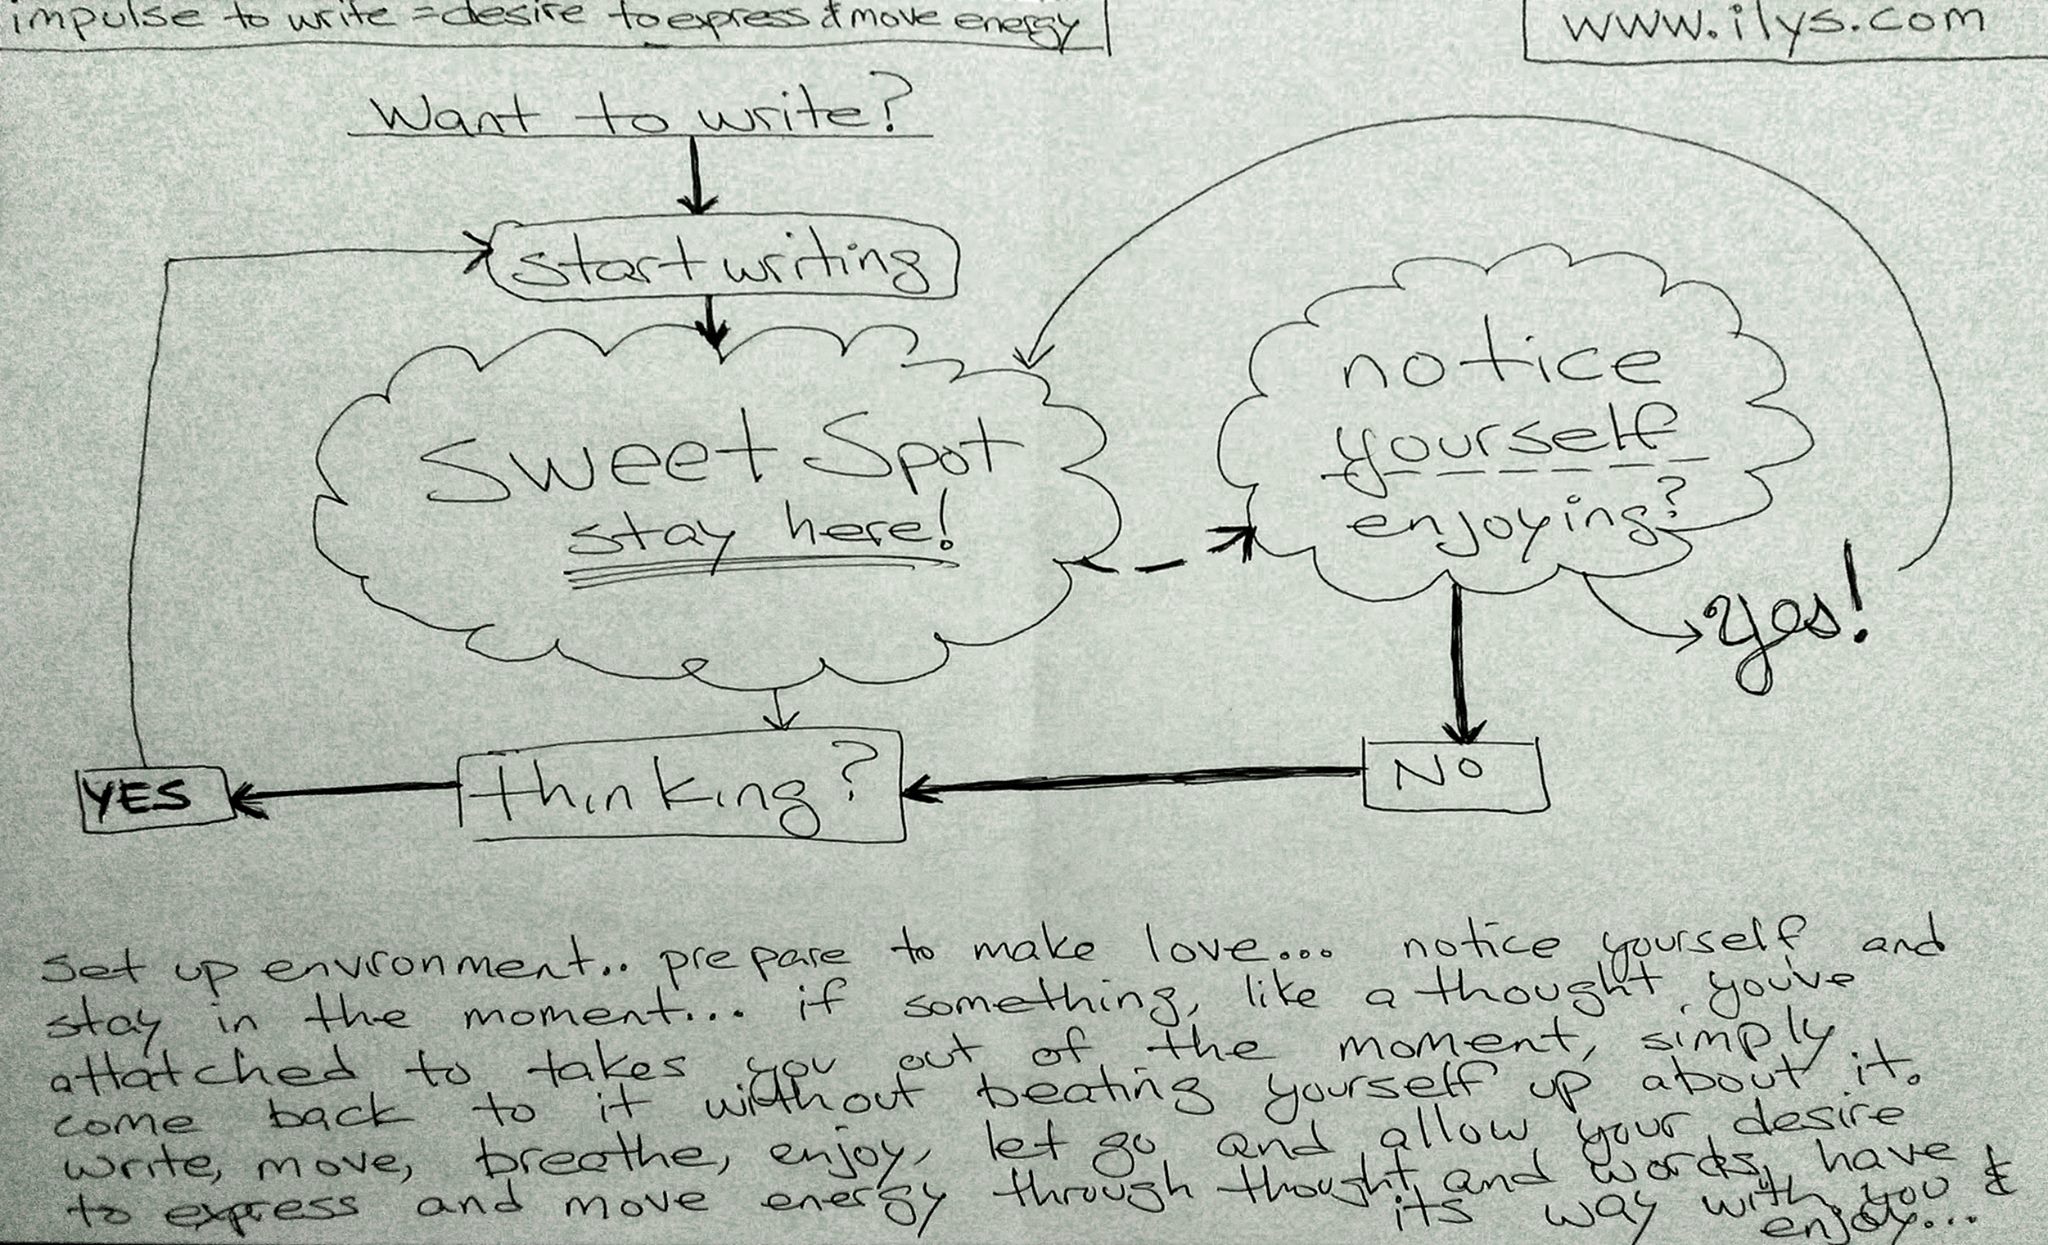 impulse to write = desire to express & move energy
www.ilys.com
Want to write?
start writing
Sweet Spot
stay here!
notice
yourself
enjoying?
yes!
NO
thinking?
YES
Set up environment.. prepare to make love... notice yourself and
stay in the moment... if something, like a thought you've
attatched to takes you out of the moment, simply
come back to it without beating yourself up about it.
write, move, breathe, enjoy, let go and allow your desire
to express and move energy through thought and words, have
its way with you &
enjoy...